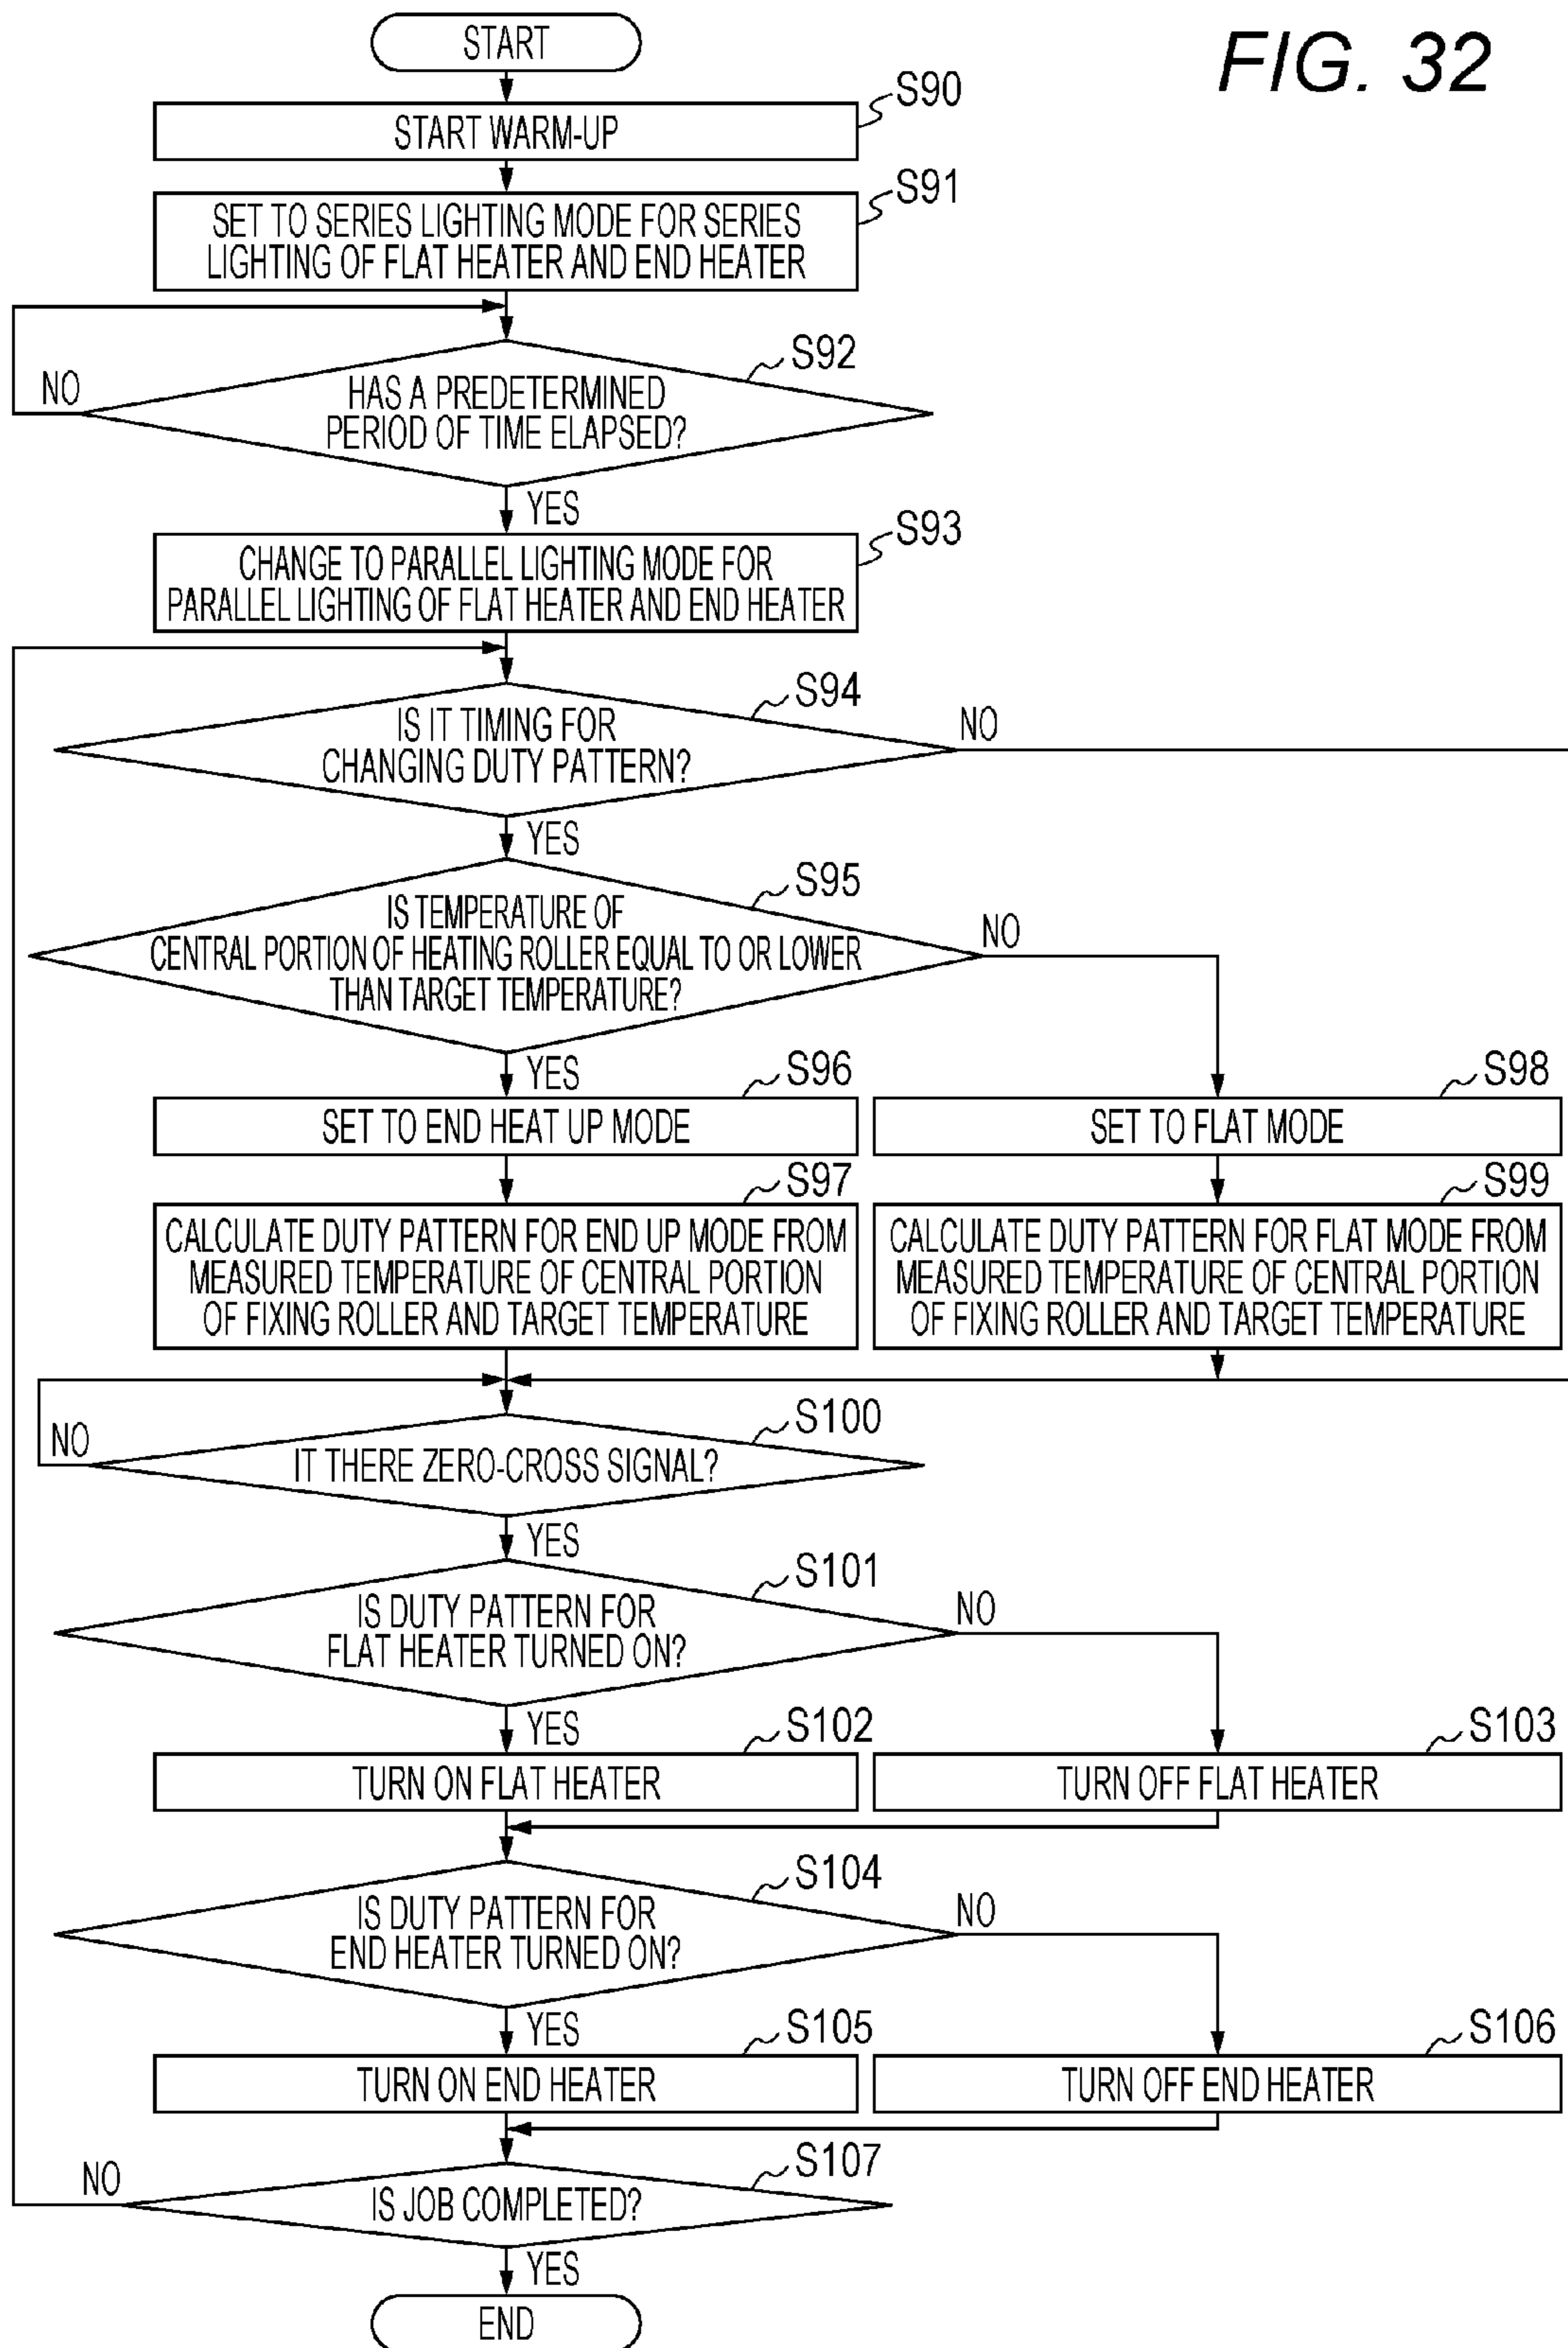 FIG. 32
START
S90
START WARM-UP
S91
SET TO SERIES LIGHTING MODE FOR SERIES
LIGHTING OF FLAT HEATER AND END HEATER
S92
NO
HAS A PREDETERMINED
PERIOD OF TIME ELAPSED?
YES
S93
CHANGE TO PARALLEL LIGHTING MODE FOR
PARALLEL LIGHTING OF FLAT HEATER AND END HEATER
S94
NO
IS IT TIMING FOR
CHANGING DUTY PATTERN?
YES
S95
NO
IS TEMPERATURE OF
CENTRAL PORTION OF HEATING ROLLER EQUAL TO OR LOWER
THAN TARGET TEMPERATURE?
YES
S96
SET TO END HEAT UP MODE
S98
SET TO FLAT MODE
S97
CALCULATE DUTY PATTERN FOR END UP MODE FROM
MEASURED TEMPERATURE OF CENTRAL PORTION
OF FIXING ROLLER AND TARGET TEMPERATURE
S99
CALCULATE DUTY PATTERN FOR FLAT MODE FROM
MEASURED TEMPERATURE OF CENTRAL PORTION
OF FIXING ROLLER AND TARGET TEMPERATURE
S100
NO
IT THERE ZERO-CROSS SIGNAL?
YES
S101
NO
IS DUTY PATTERN FOR
FLAT HEATER TURNED ON?
YES
S102
TURN ON FLAT HEATER
S103
TURN OFF FLAT HEATER
S104
NO
IS DUTY PATTERN FOR
END HEATER TURNED ON?
YES
S105
TURN ON END HEATER
S106
TURN OFF END HEATER
S107
NO
IS JOB COMPLETED?
YES
END